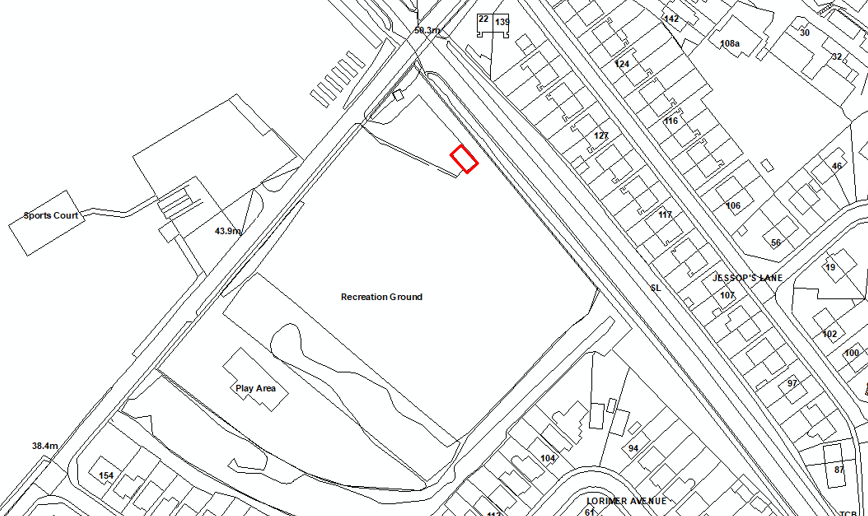 22
139
142
50.3m
108a
30
32
124
116
127
46
106
Sports Court
117
43.9m
56
19
JESSOP'S LANE
SL
Recreation Ground
107
102
100
Play Area
97
38.4m
94
104
154
87
LORIMER AVENUE
61
TCB